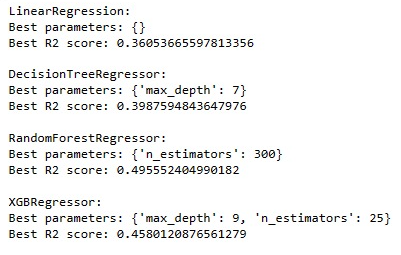 LinearRegression:
Best parameters: {}
Best R2 score: 0.36053665597813356
DecisionTreeRegressor:
Best parameters: {'max_depth': 7}
Best R2 score: 0.3987594843647976
RandomForestRegressor:
Best parameters: {'n_estimators': 300}
Best R2 score: 0.495552404990182
XGBRegressor:
Best parameters: {'max_depth': 9, 'n_estimators': 25}
Best R2 score: 0.4580120876561279